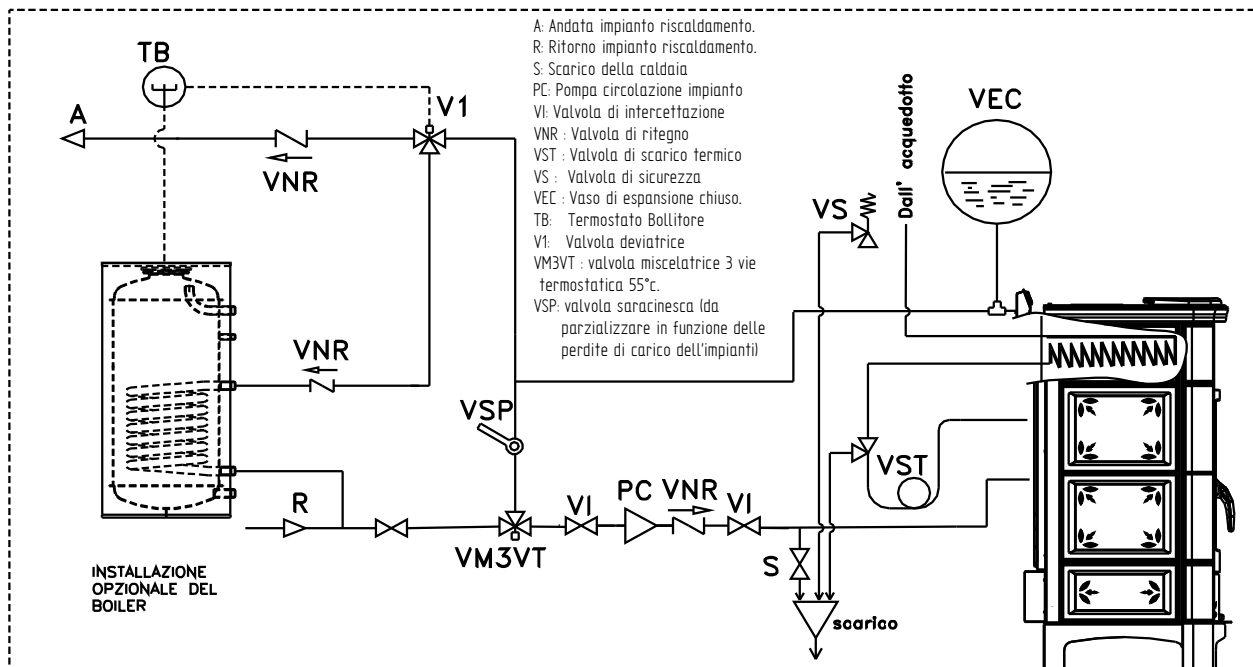 A: Andata impianto riscaldamento.
R: Ritorno impianto riscaldamento.
S: Scarico della caldaia
PC: Pompa circolazione impianto
VI: Valvola di intercettazione
VNR : Valvola di ritegno
VST : Valvola di scarico termico
VS : Valvola di sicurezza
VEC : Vaso di espansione chiuso.
TB: Termostato Bollitore
V1: Valvola deviatrice
VM3VT : valvola miscelatrice 3 vie
termostatica 55°c.
VSP: valvola saracinesca (da
parzializzare in funzione delle
perdite di carico dell'impianti)
TB
A
V1
VNR
VEC
Dall' acquedotto
VS
VNR
VSP
VST
R
VI
PC
VNR
VI
VM3VT
S
INSTALLAZIONE
OPZIONALE DEL
BOILER
scarico